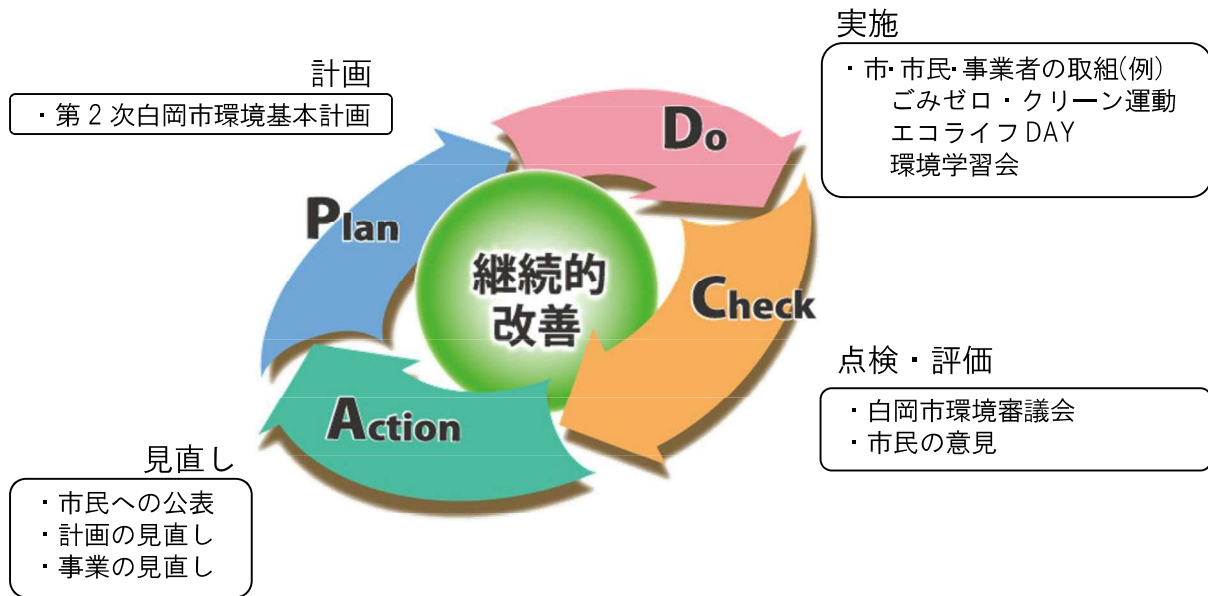 実施
・市・市民・事業者の取組(例)
ごみゼロ・クリーン運動
エコライフDAY
環境学習会
計画
・第2次白岡市環境基本計画
Do
Plan
継続的
改善
Check
点検・評価
・白岡市環境審議会
・市民の意見
Action
見直し
・市民への公表
・計画の見直し
・事業の見直し